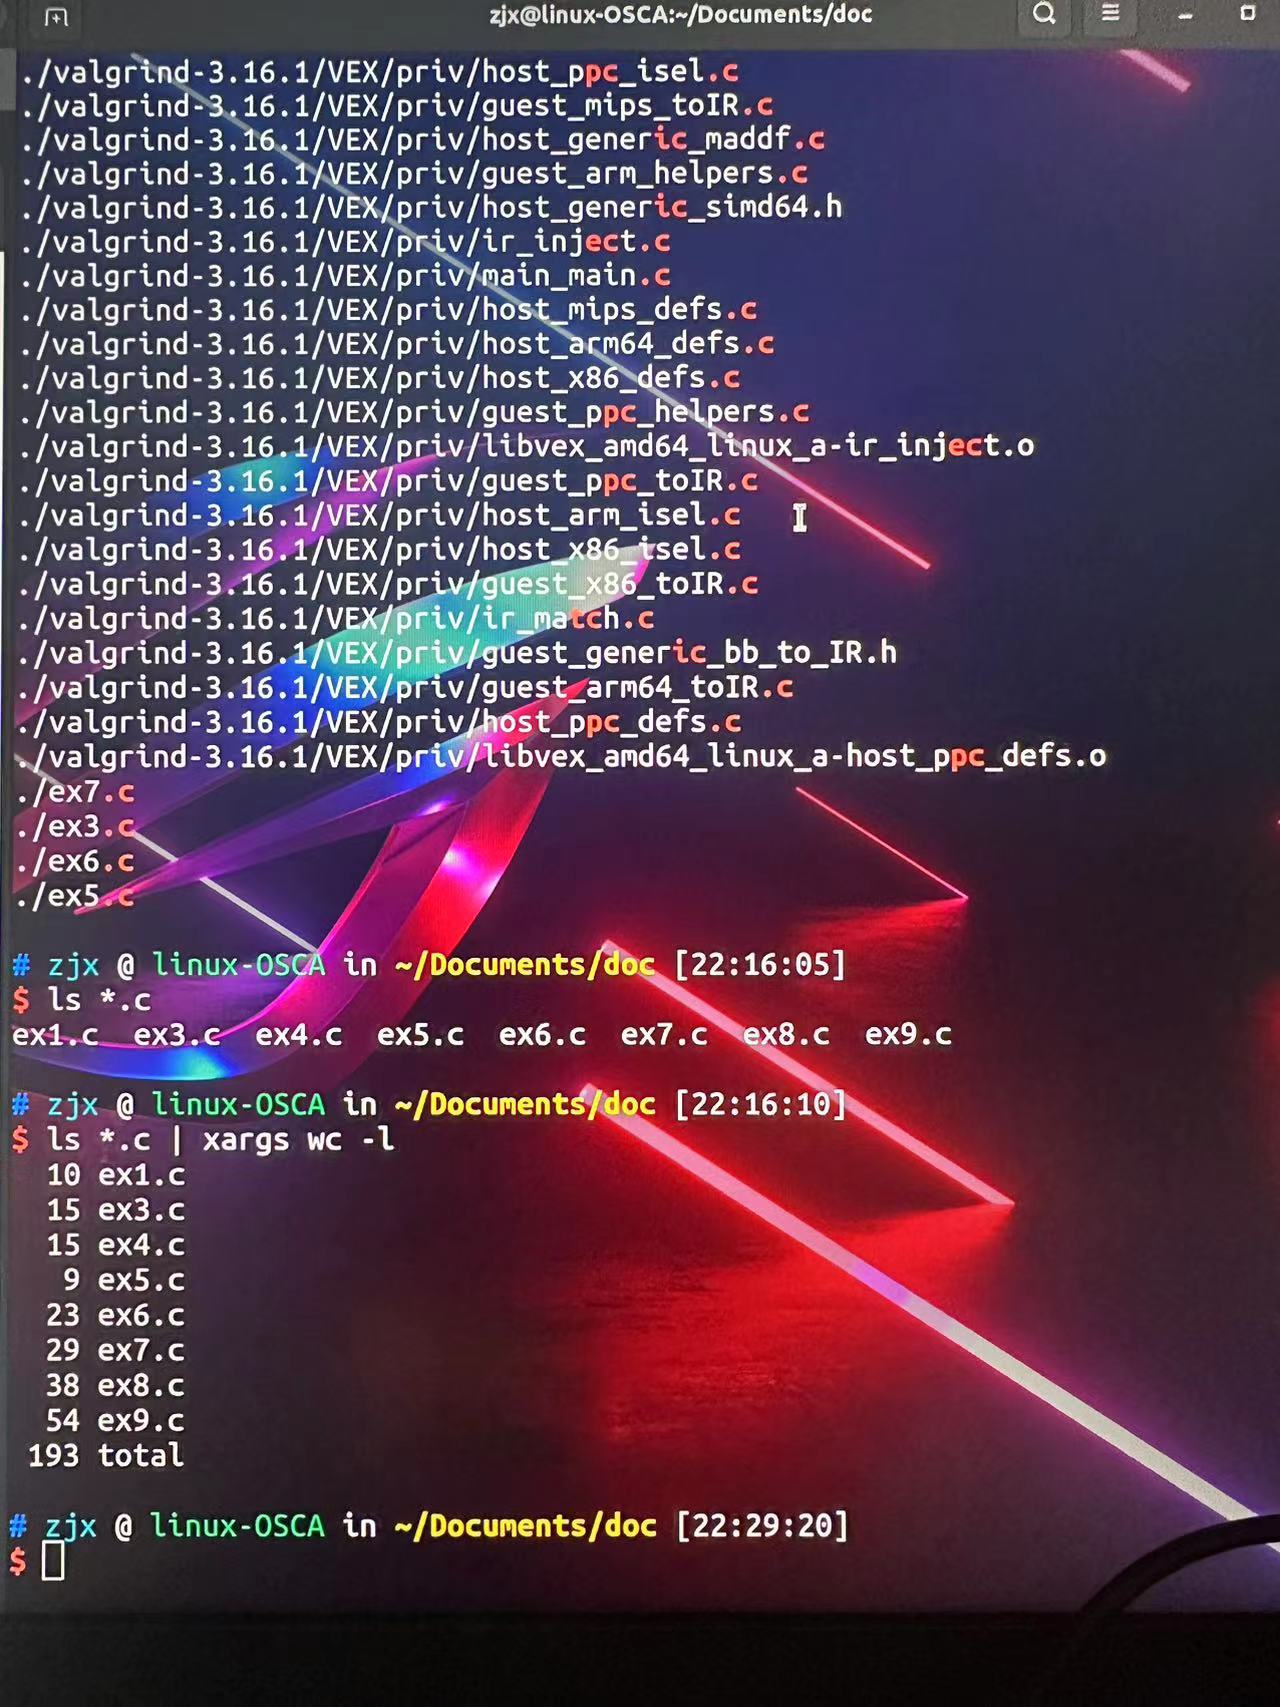 zjx@linux-OSCA:~/Documents/doc
./valgrind-3.16.1/VEX/priv/host_ppc_isel.c
./valgrind-3.16.1/VEX/priv/guest_mips_toIR.c
./valgrind-3.16.1/VEX/priv/host_generic_maddf.c
./valgrind-3.16.1/VEX/priv/guest_arm_helpers.c
./valgrind-3.16.1/VEX/priv/host_generic_simd64.h
./valgrind-3.16.1/VEX/priv/ir_inject.c
./valgrind-3.16.1/VEX/priv/main_main.c
./valgrind-3.16.1/VEX/priv/host_mips_defs.c
./valgrind-3.16.1/VEX/priv/host_arm64_defs.c
./valgrind-3.16.1/VEX/priv/host_x86_defs.c
./valgrind-3.16.1/VEX/priv/guest_ppc_helpers.c
./valgrind-3.16.1/VEX/priv/libvex_amd64_linux_a-ir_inject.o
./valgrind-3.16.1/VEX/priv/guest_ppc_toIR.c
./valgrind-3.16.1/VEX/priv/host_arm_isel.c
./valgrind-3.16.1/VEX/priv/host_x86_isel.c
./valgrind-3.16.1/VEX/priv/guest_x86_toIR.c
./valgrind-3.16.1/VEX/priv/ir_match.c
./valgrind-3.16.1/VEX/priv/guest_generic_bb_to_IR.h
./valgrind-3.16.1/VEX/priv/guest_arm64_toIR.c
./valgrind-3.16.1/VEX/priv/host_ppc_defs.c
./valgrind-3.16.1/VEX/priv/libvex_amd64_linux_a-host_ppc_defs.o
./ex7.c
./ex3.c
./ex6.c
./ex5.c
# zjx @ linux-OSCA in ~/Documents/doc [22:16:05]
$ ls *.c
ex1.c ex3.c ex4.c ex5.c ex6.c ex7.c ex8.c ex9.c
# zjx @ linux-OSCA in ~/Documents/doc [22:16:10]
$ ls *.c | xargs wc -l
10 ex1.c
15 ex3.c
15 ex4.c
9 ex5.c
23 ex6.c
29 ex7.c
38 ex8.c
54 ex9.c
193 total
# zjx @ linux-OSCA in ~/Documents/doc [22:29:20]
$